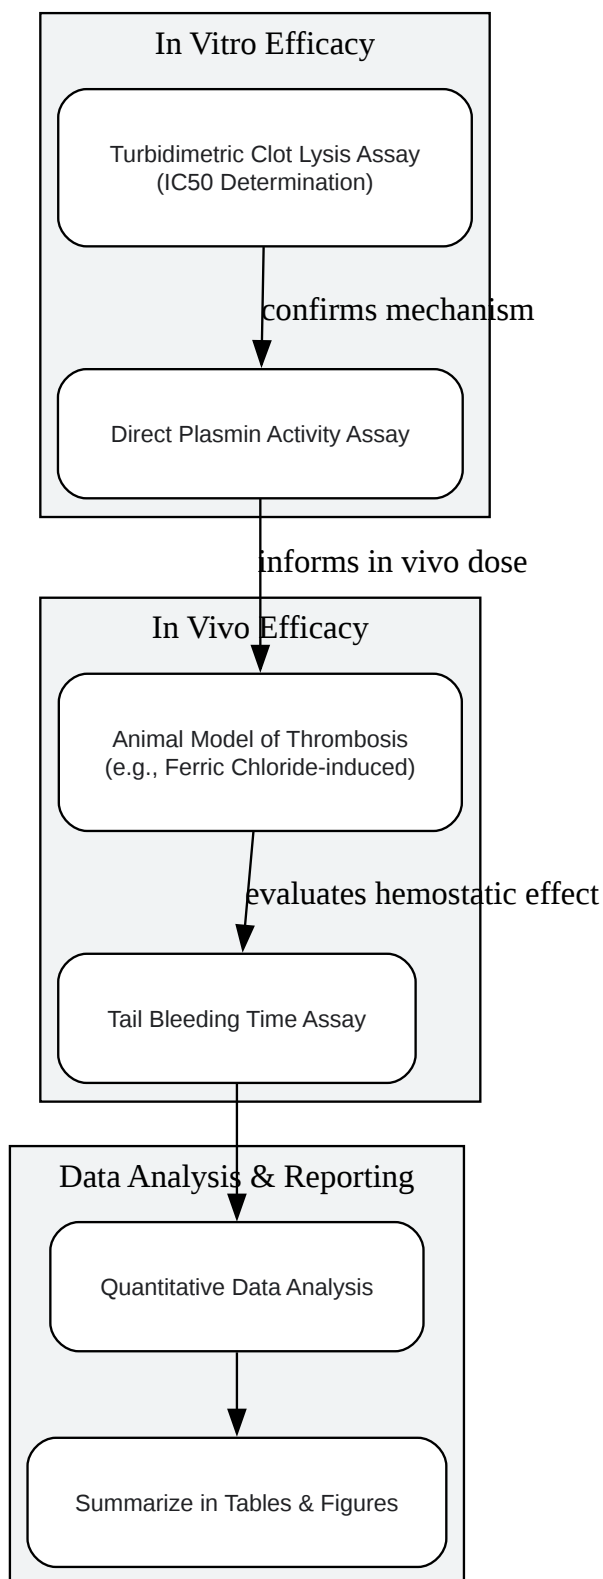 In Vitro Efficacy
Turbidimetric Clot Lysis Assay
(IC50 Determination)
confirms mechanism
Direct Plasmin Activity Assay
informs in vivo dose
In Vivo Efficacy
Animal Model of Thrombosis
(e.g., Ferric Chloride-induced)
evaluates hemostatic effect
Tail Bleeding Time Assay
Data Analysis & Reporting
Quantitative Data Analysis
Summarize in Tables & Figures